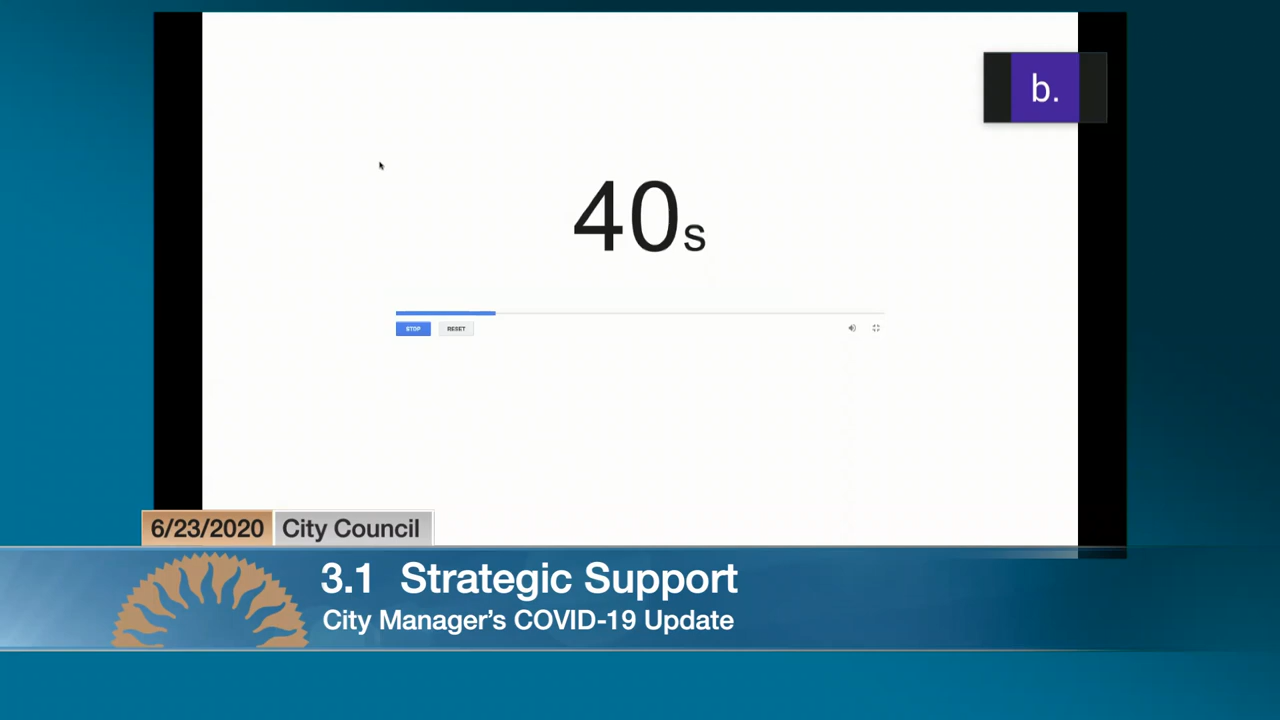 b.
40s
STOP RESET
6/23/2020 City Council
3.1 Strategic Support
City Manager's COVID-19 Update